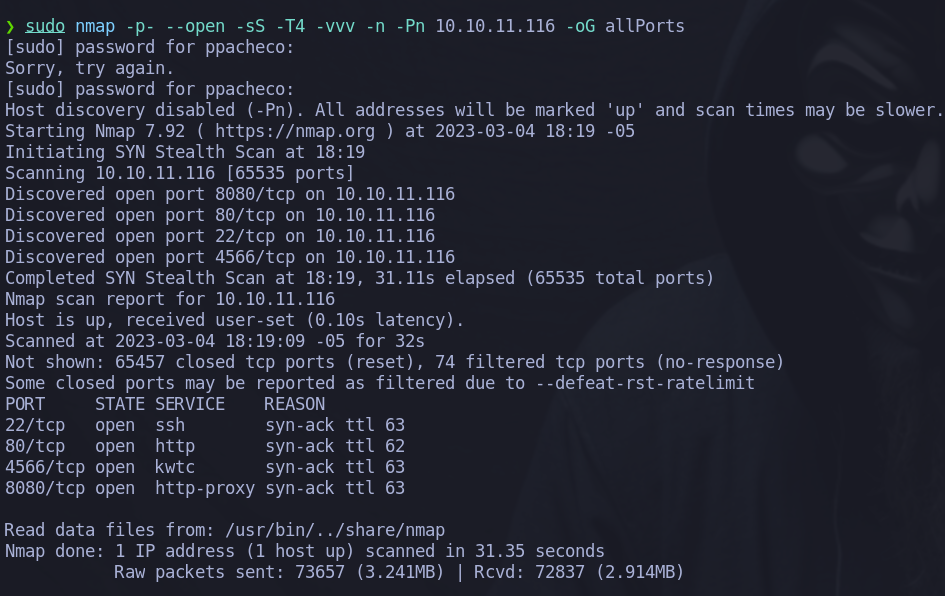 ❯ sudo nmap -p- --open -sS -T4 -vvv -n -Pn 10.10.11.116 -oG allPorts
[sudo] password for ppacheco:
Sorry, try again.
[sudo] password for ppacheco:
Host discovery disabled (-Pn). All addresses will be marked 'up' and scan times may be slower.
Starting Nmap 7.92 ( https://nmap.org ) at 2023-03-04 18:19 -05
Initiating SYN Stealth Scan at 18:19
Scanning 10.10.11.116 [65535 ports]
Discovered open port 8080/tcp on 10.10.11.116
Discovered open port 80/tcp on 10.10.11.116
Discovered open port 22/tcp on 10.10.11.116
Discovered open port 4566/tcp on 10.10.11.116
Completed SYN Stealth Scan at 18:19, 31.11s elapsed (65535 total ports)
Nmap scan report for 10.10.11.116
Host is up, received user-set (0.10s latency).
Scanned at 2023-03-04 18:19:09 -05 for 32s
Not shown: 65457 closed tcp ports (reset), 74 filtered tcp ports (no-response)
Some closed ports may be reported as filtered due to --defeat-rst-ratelimit
PORT     STATE SERVICE    REASON
22/tcp   open  ssh        syn-ack ttl 63
80/tcp   open  http       syn-ack ttl 62
4566/tcp open  kwtc       syn-ack ttl 63
8080/tcp open  http-proxy syn-ack ttl 63
Read data files from: /usr/bin/../share/nmap
Nmap done: 1 IP address (1 host up) scanned in 31.35 seconds
           Raw packets sent: 73657 (3.241MB) | Rcvd: 72837 (2.914MB)